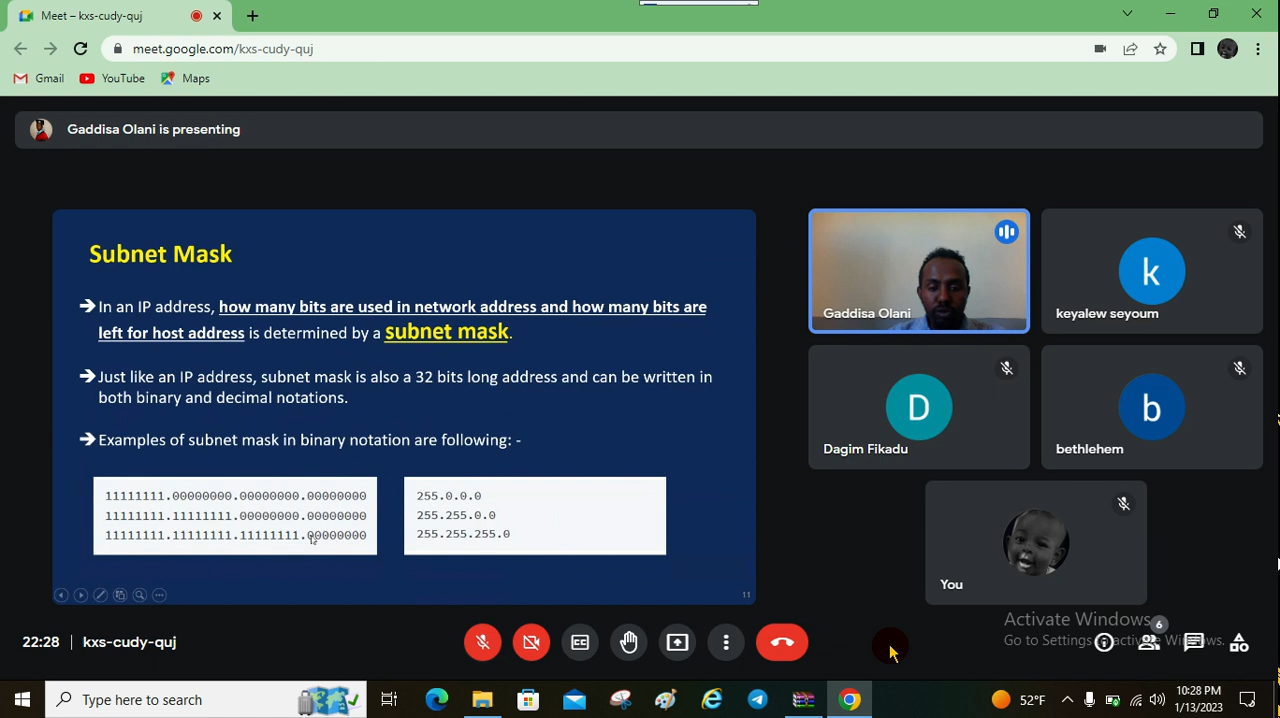 Meet – kxs-cudy-quj
meet.google.com/kxs-cudy-quj
Gmail
YouTube
Maps
Gaddisa Olani is presenting
Subnet Mask
In an IP address, how many bits are used in network address and how many bits are
left for host address is determined by a subnet mask.
Just like an IP address, subnet mask is also a 32 bits long address and can be written in
both binary and decimal notations.
Examples of subnet mask in binary notation are following: -
11111111.00000000.00000000.00000000
11111111.11111111.00000000.00000000
11111111.11111111.11111111.00000000
255.0.0.0
255.255.0.0
255.255.255.0
11
Gaddisa Olani
k
keyalew seyoum
D
Dagim Fikadu
b
bethlehem
You
Activate Windows
Go to Settings to activate Windows.
22:28
kxs-cudy-quj
6
Type here to search
52°F
10:28 PM
1/13/2023